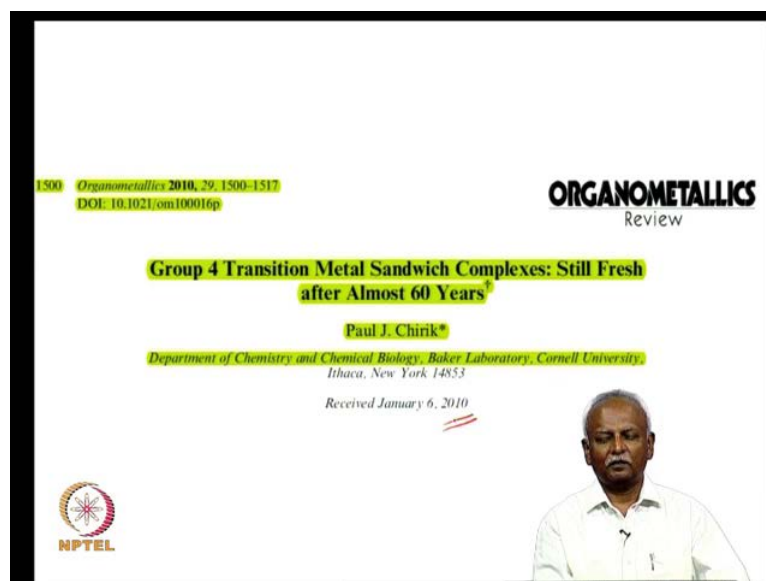 1500 Organometallics 2010, 29, 1500–1517
DOI: 10.1021/om100016p
ORGANOMETALLICS
Review
Group 4 Transition Metal Sandwich Complexes: Still Fresh
after Almost 60 Years†
Paul J. Chirik*
Department of Chemistry and Chemical Biology, Baker Laboratory, Cornell University,
Ithaca, New York 14853
Received January 6, 2010
NPTEL